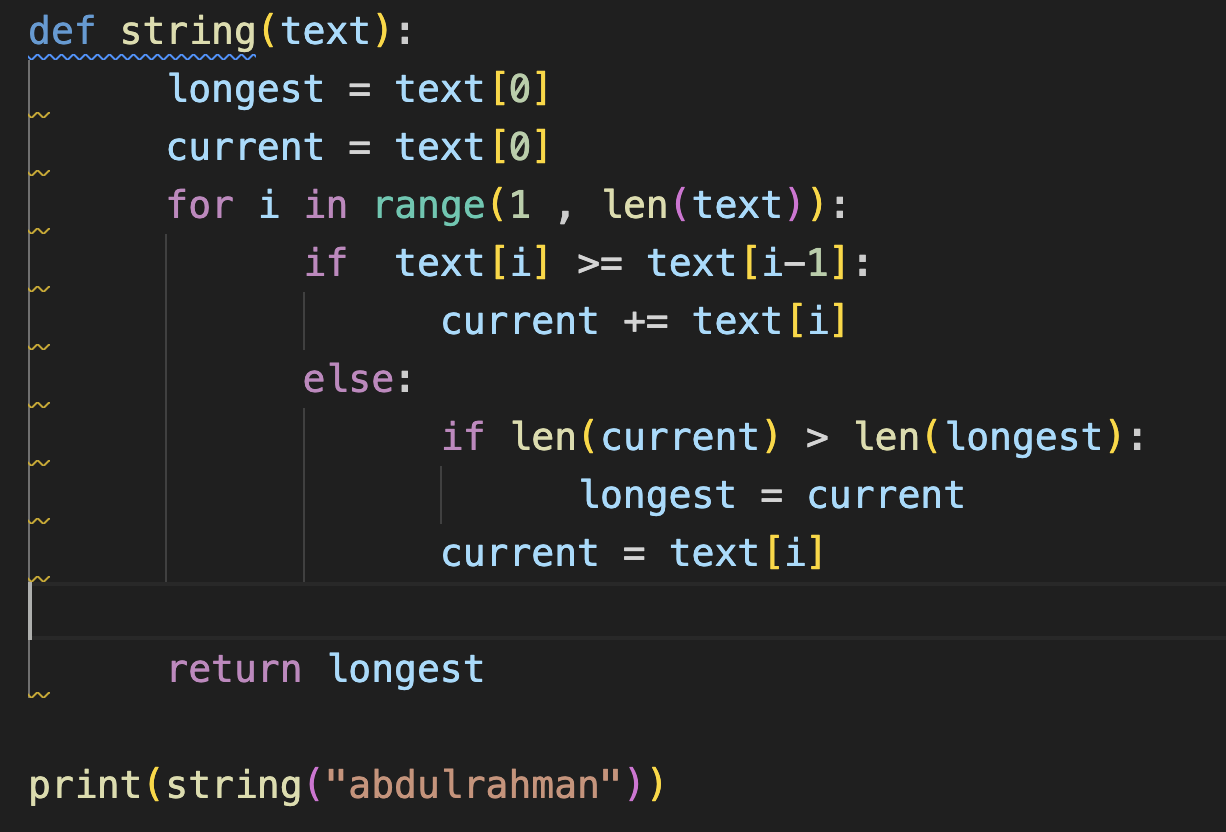 def string(text):
longest = text[0]
current = text[0]
for i in range(1 , len(text)):
if  text[i] >= text[i-1]:
current += text[i]
else:
if len(current) > len(longest):
longest = current
current = text[i]
return longest
print(string("abdulrahman"))